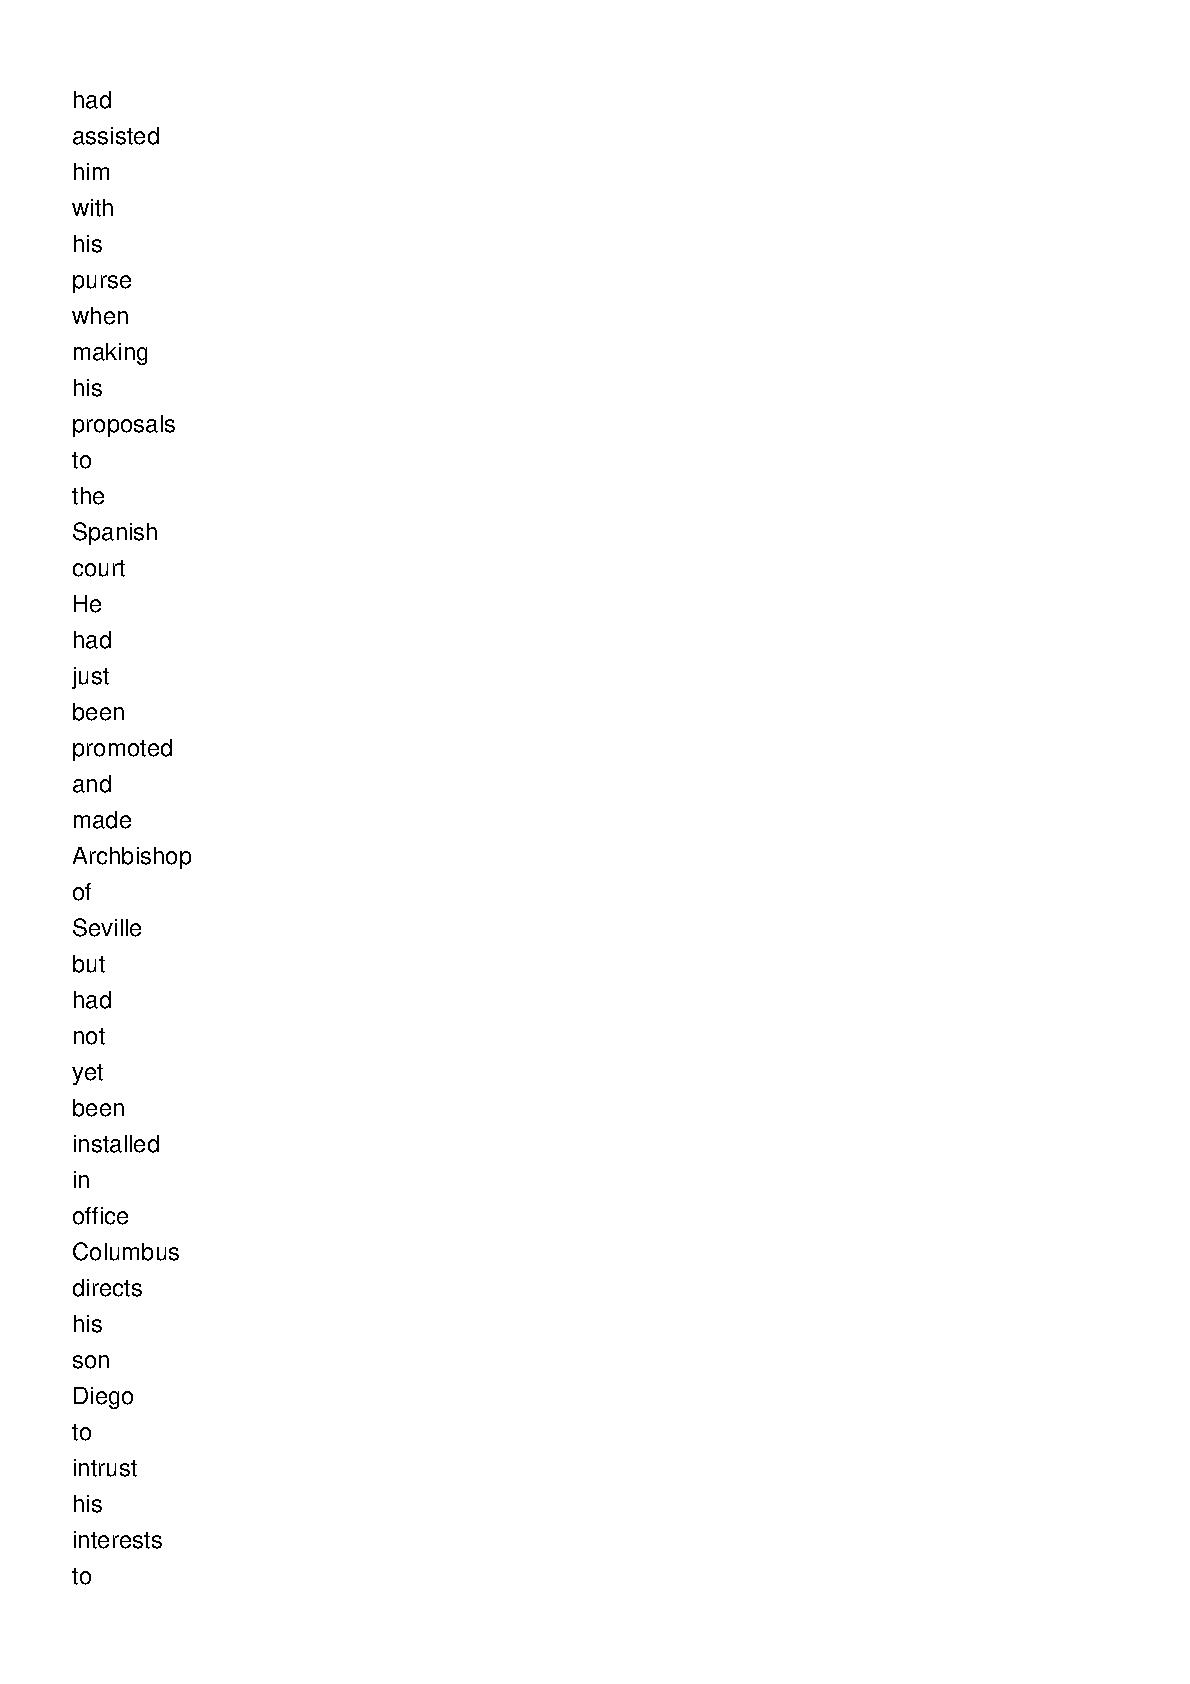 had
assisted
him
with
his
purse
when
making
his
proposals
to
the
Spanish
court
He
had
just
been
promoted
and
made
Archbishop
of
Seville
but
had
not
yet
been
installed
in
office
Columbus
directs
his
son
Diego
to
intrust
his
interests
to